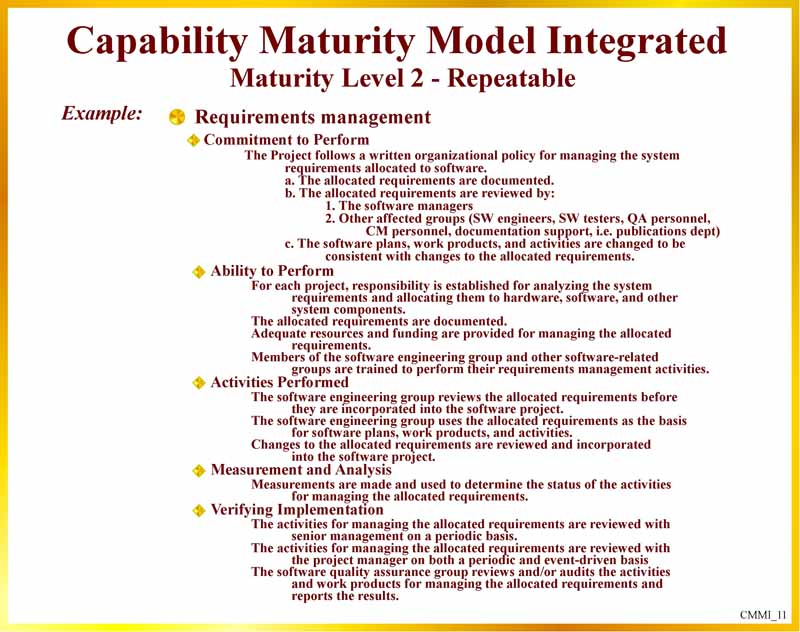 Capability Maturity Model Integrated
Maturity Level 2 - Repeatable
Example:
Requirements management
Commitment to Perform
The Project follows a written organizational policy for managing the system
requirements allocated to software.
a. The allocated requirements are documented.
b. The allocated requirements are reviewed by:
1. The software managers
2. Other affected groups (SW engineers, SW testers, QA personnel,
CM personnel, documentation support, i.e. publications dept)
c. The software plans, work products, and activities are changed to be
consistent with changes to the allocated requirements.
Ability to Perform
For each project, responsibility is established for analyzing the system
requirements and allocating them to hardware, software, and other
system components.
The allocated requirements are documented.
Adequate resources and funding are provided for managing the allocated
requirements.
Members of the software engineering group and other software-related
groups are trained to perform their requirements management activities.
Activities Performed
The software engineering group reviews the allocated requirements before
they are incorporated into the software project.
The software engineering group uses the allocated requirements as the basis
for software plans, work products, and activities.
Changes to the allocated requirements are reviewed and incorporated
into the software project.
Measurement and Analysis
Measurements are made and used to determine the status of the activities
for managing the allocated requirements.
Verifying Implementation
The activities for managing the allocated requirements are reviewed with
senior management on a periodic basis.
The activities for managing the allocated requirements are reviewed with
the project manager on both a periodic and event-driven basis
The software quality assurance group reviews and/or audits the activities
and work products for managing the allocated requirements and
reports the results.
CMMI_11